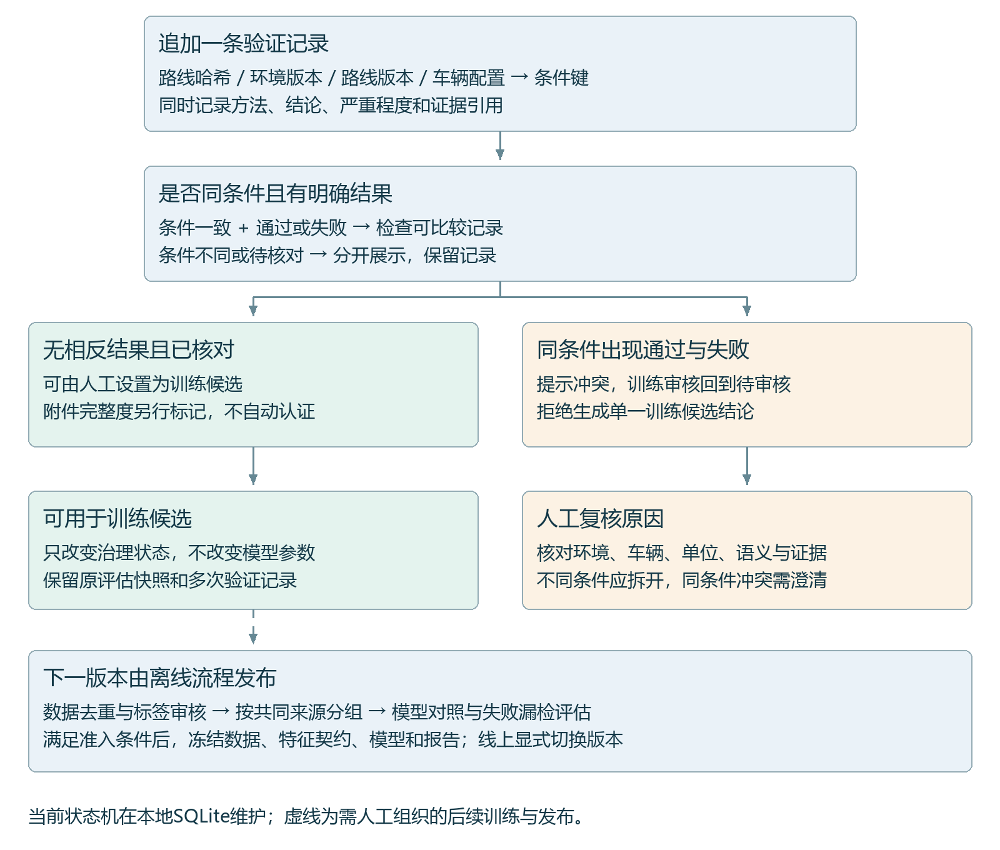 追加一条验证记录
路线哈希 / 环境版本 / 路线版本 / 车辆配置 → 条件键
同时记录方法、结论、严重程度和证据引用
是否同条件且有明确结果
条件一致 + 通过或失败 → 检查可比较记录
条件不同或待核对 → 分开展示，保留记录
无相反结果且已核对
可由人工设置为训练候选
附件完整度另行标记，不自动认证
同条件出现通过与失败
提示冲突，训练审核回到待审核
拒绝生成单一训练候选结论
可用于训练候选
只改变治理状态，不改变模型参数
保留原评估快照和多次验证记录
人工复核原因
核对环境、车辆、单位、语义与证据
不同条件应拆开，同条件冲突需澄清
下一版本由离线流程发布
数据去重与标签审核 → 按共同来源分组 → 模型对照与失败漏检评估
满足准入条件后，冻结数据、特征契约、模型和报告；线上显式切换版本
当前状态机在本地SQLite维护；虚线为需人工组织的后续训练与发布。